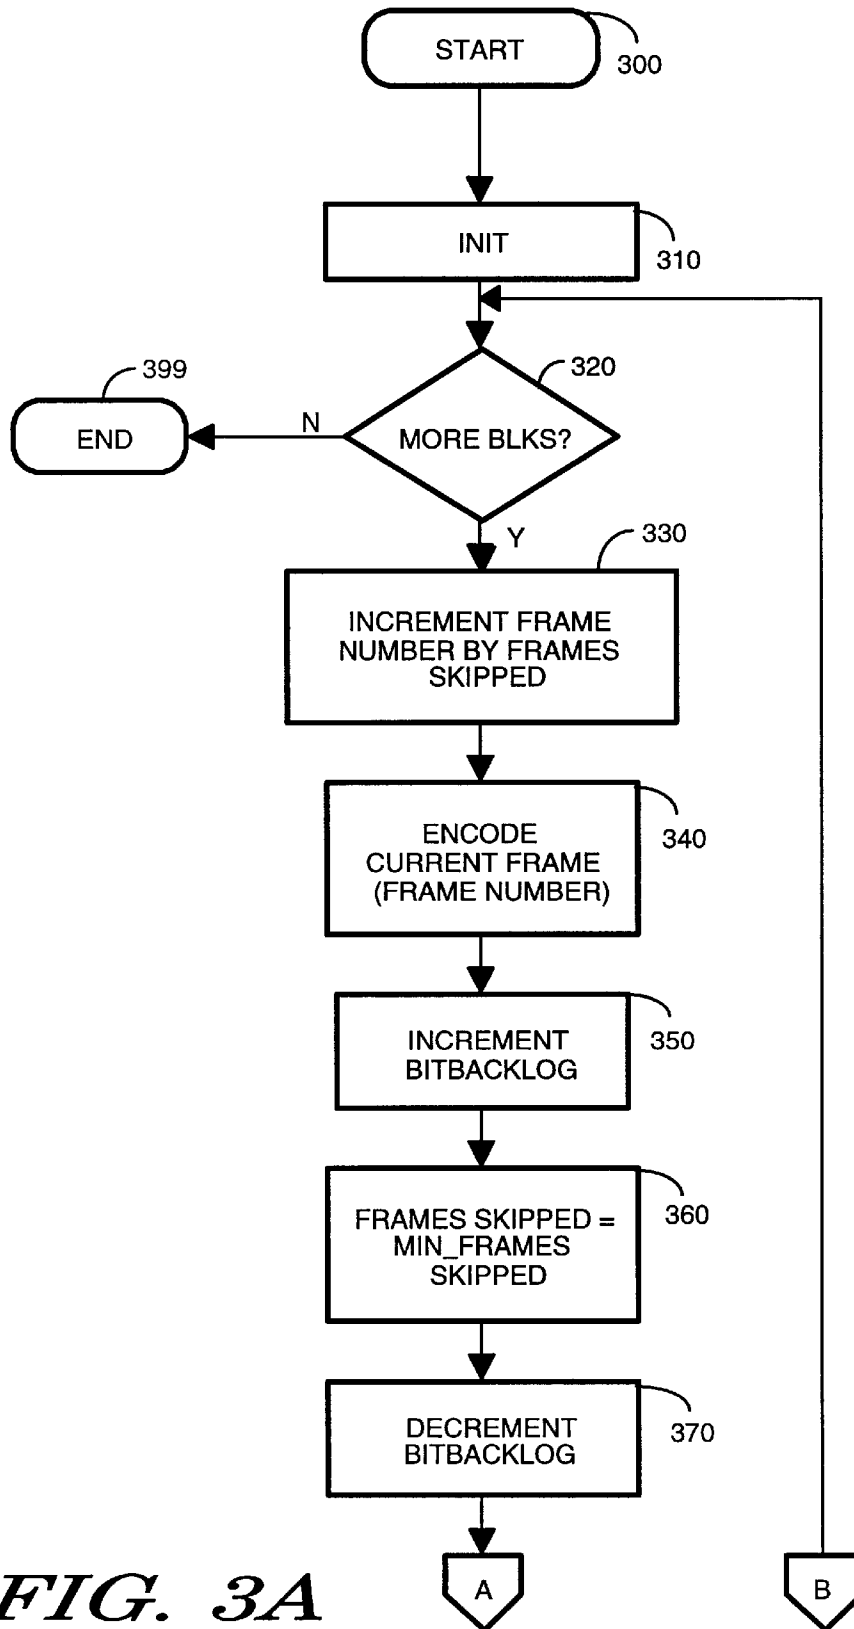 START
300
INIT
310
399
320
END
N
MORE BLKS?
Y
330
INCREMENT FRAME
NUMBER BY FRAMES
SKIPPED
ENCODE
CURRENT FRAME
(FRAME NUMBER)
340
INCREMENT
BITBACKLOG
350
FRAMES SKIPPED =
MIN_FRAMES
SKIPPED
360
DECREMENT
BITBACKLOG
370
A
B
FIG. 3A